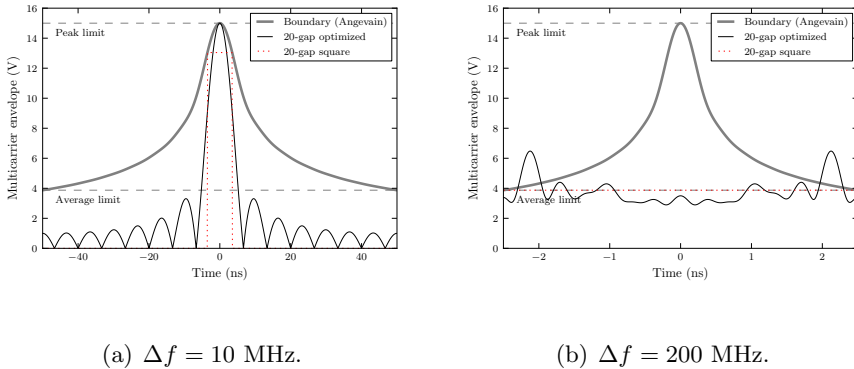 16
14
12
10
8
6
4
2
0
Multicarrier envelope (V)
Peak limit
Average limit
Boundary (Angevain)
20-gap optimized
20-gap square
−40 −20 0 20 40
Time (ns)
(a) Δf = 10 MHz.
16
14
12
10
8
6
4
2
0
Multicarrier envelope (V)
Peak limit
Average limit
Boundary (Angevain)
20-gap optimized
20-gap square
−2 −1 0 1 2
Time (ns)
(b) Δf = 200 MHz.